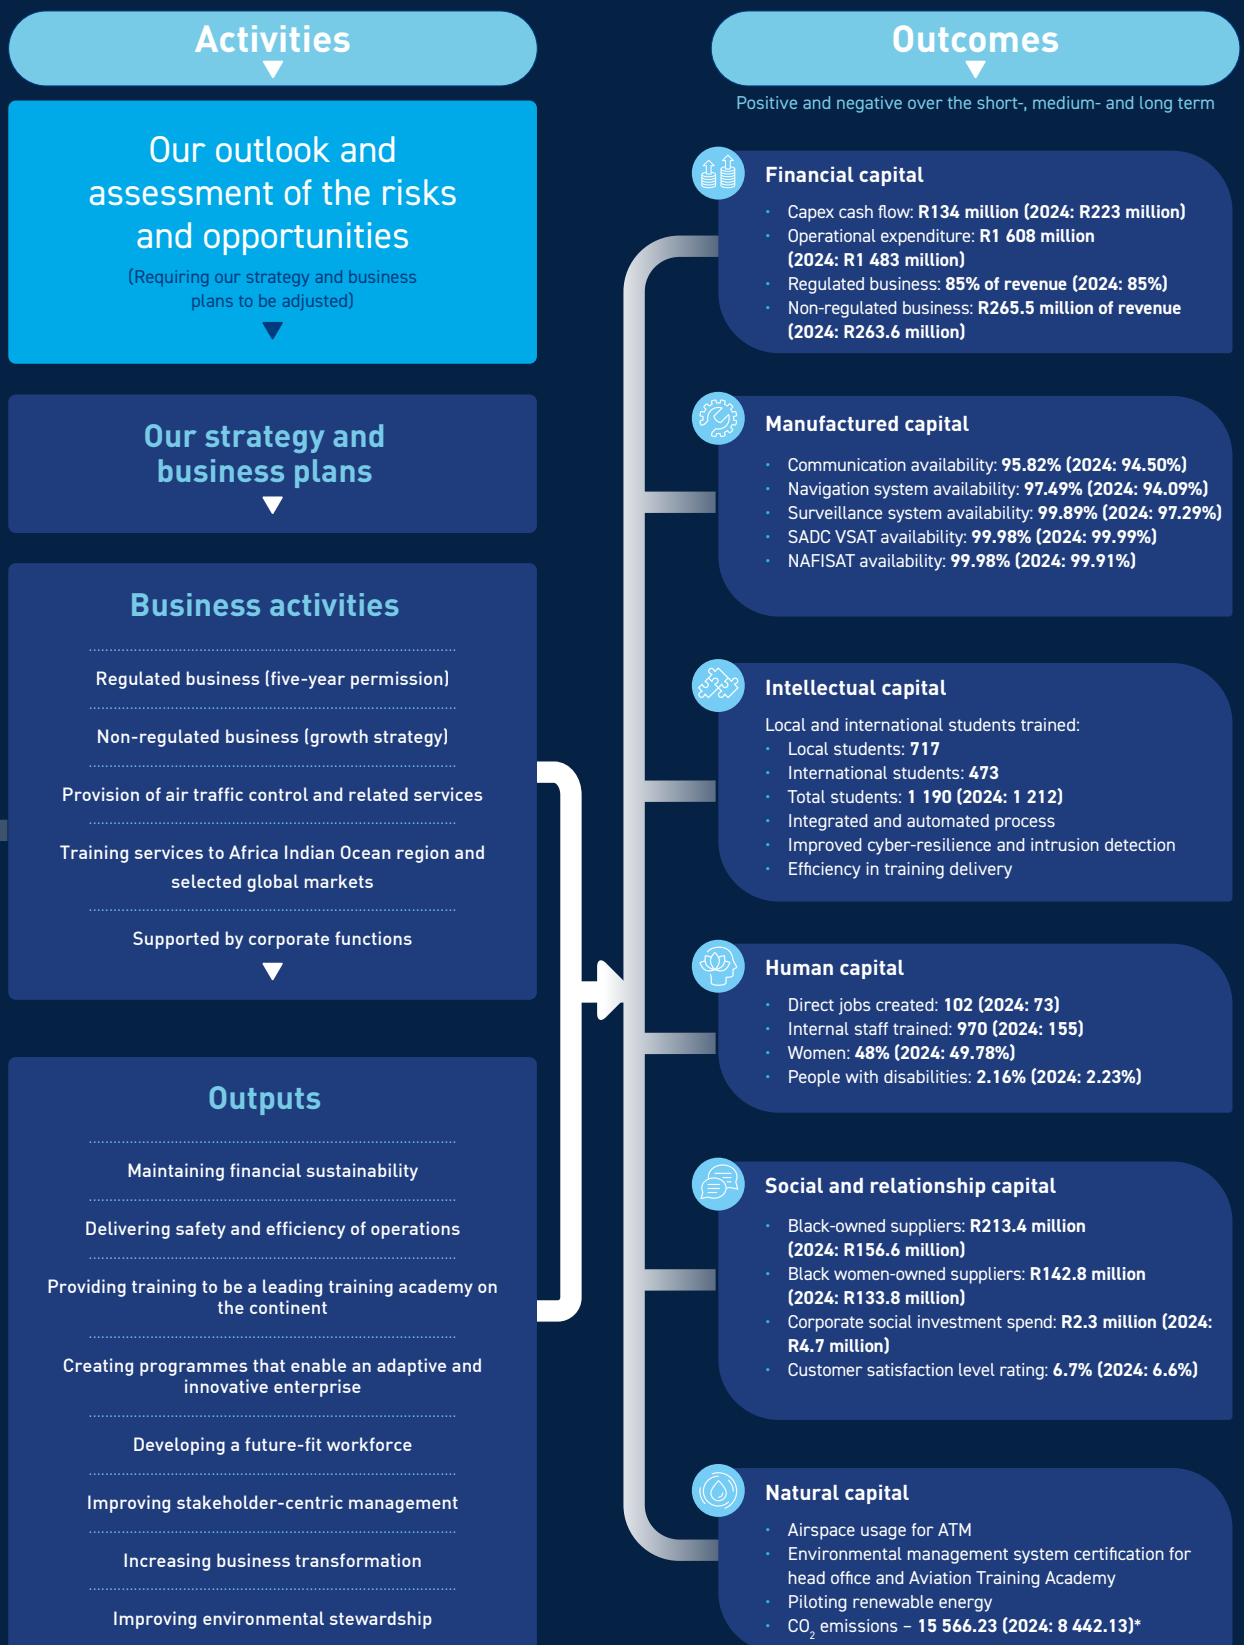 Activities
Our outlook and
assessment of the risks
and opportunities
(Requiring our strategy and business
plans to be adjusted)
Our strategy and
business plans
Business activities
Regulated business (five-year permission)
Non-regulated business (growth strategy)
Provision of air traffic control and related services
Training services to Africa Indian Ocean region and
selected global markets
Supported by corporate functions
Outputs
Maintaining financial sustainability
Delivering safety and efficiency of operations
Providing training to be a leading training academy on
the continent
Creating programmes that enable an adaptive and
innovative enterprise
Developing a future-fit workforce
Improving stakeholder-centric management
Increasing business transformation
Improving environmental stewardship
Outcomes
Positive and negative over the short-, medium- and long term
Financial capital
• Capex cash flow: R134 million (2024: R223 million)
• Operational expenditure: R1 608 million
(2024: R1 483 million)
• Regulated business: 85% of revenue (2024: 85%)
• Non-regulated business: R265.5 million of revenue
(2024: R263.6 million)
Manufactured capital
• Communication availability: 95.82% (2024: 94.50%)
• Navigation system availability: 97.49% (2024: 94.09%)
• Surveillance system availability: 99.89% (2024: 97.29%)
• SADC VSAT availability: 99.98% (2024: 99.99%)
• NAFISAT availability: 99.98% (2024: 99.91%)
Intellectual capital
Local and international students trained:
• Local students: 717
• International students: 473
• Total students: 1 190 (2024: 1 212)
• Integrated and automated process
• Improved cyber-resilience and intrusion detection
• Efficiency in training delivery
Human capital
• Direct jobs created: 102 (2024: 73)
• Internal staff trained: 970 (2024: 155)
• Women: 48% (2024: 49.78%)
• People with disabilities: 2.16% (2024: 2.23%)
Social and relationship capital
• Black-owned suppliers: R213.4 million
(2024: R156.6 million)
• Black women-owned suppliers: R142.8 million
(2024: R133.8 million)
• Corporate social investment spend: R2.3 million (2024:
R4.7 million)
• Customer satisfaction level rating: 6.7% (2024: 6.6%)
Natural capital
• Airspace usage for ATM
• Environmental management system certification for
head office and Aviation Training Academy
• Piloting renewable energy
• CO₂ emissions – 15 566.23 (2024: 8 442.13)*